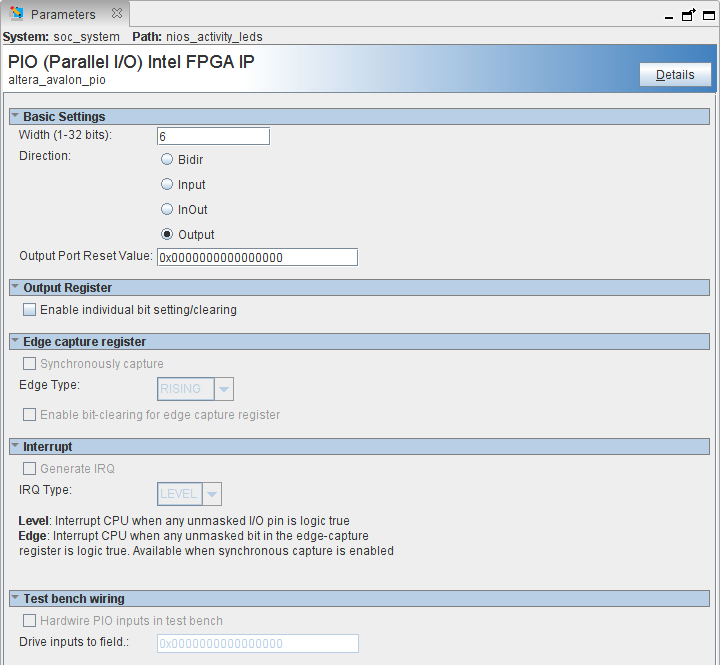 Parameters
System: soc_system Path: nios_activity_leds
PIO (Parallel I/O) Intel FPGA IP
altera_avalon_pio
Details
Basic Settings
Width (1-32 bits): 6
Direction: Bidir
Input
InOut
Output
Output Port Reset Value: 0x0000000000000000
Output Register
Enable individual bit setting/clearing
Edge capture register
Synchronously capture
Edge Type: RISING
Enable bit-clearing for edge capture register
Interrupt
Generate IRQ
IRQ Type: LEVEL
Level: Interrupt CPU when any unmasked I/O pin is logic true
Edge: Interrupt CPU when any unmasked bit in the edge-capture
register is logic true. Available when synchronous capture is enabled
Test bench wiring
Hardwire PIO inputs in test bench
Drive inputs to field.: 0x0000000000000000